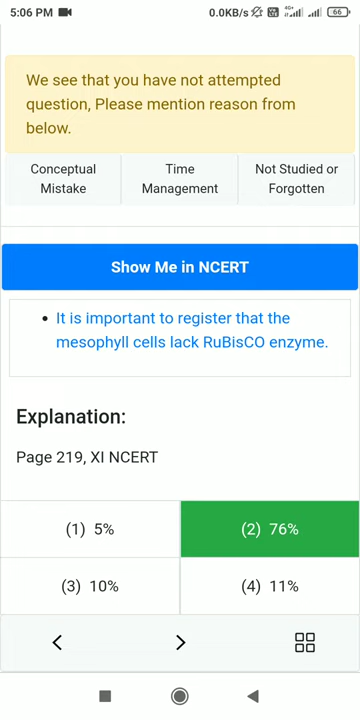 5:06 PM
0.0KB/s
4G+
66
We see that you have not attempted
question, Please mention reason from
below.
Conceptual
Mistake
Time
Management
Not Studied or
Forgotten
Show Me in NCERT
• It is important to register that the
mesophyll cells lack RuBisCO enzyme.
Explanation:
Page 219, XI NCERT
(1) 5%
(2) 76%
(3) 10%
(4) 11%